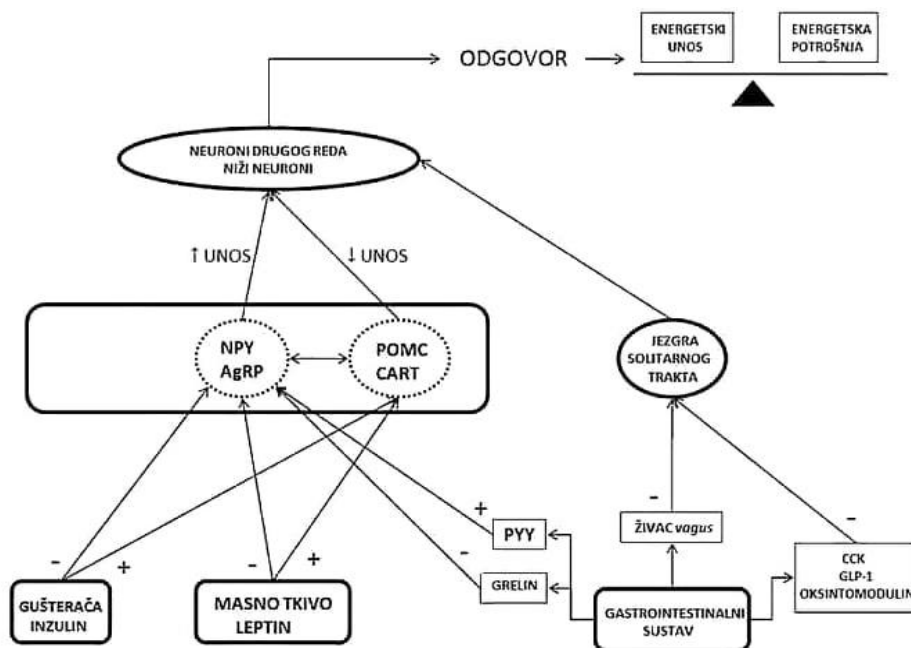 ENERGETSKI
UNOS
ENERGETSKA
POTROŠNJA
ODGOVOR
NEURONI DRUGOG REDA
NIŽI NEURONI
↑ UNOS
↓ UNOS
NPY
AgRP
POMC
CART
JEZGRA
SOLITARNOG
TRAKTA
-
+
-
+
+
-
-
-
PYY
GRELIN
ŽIVAC vagus
CCK
GLP-1
OKSINTOMODULIN
GUŠTERAČA
INZULIN
MASNO TKIVO
LEPTIN
GASTROINTESTINALNI
SUSTAV